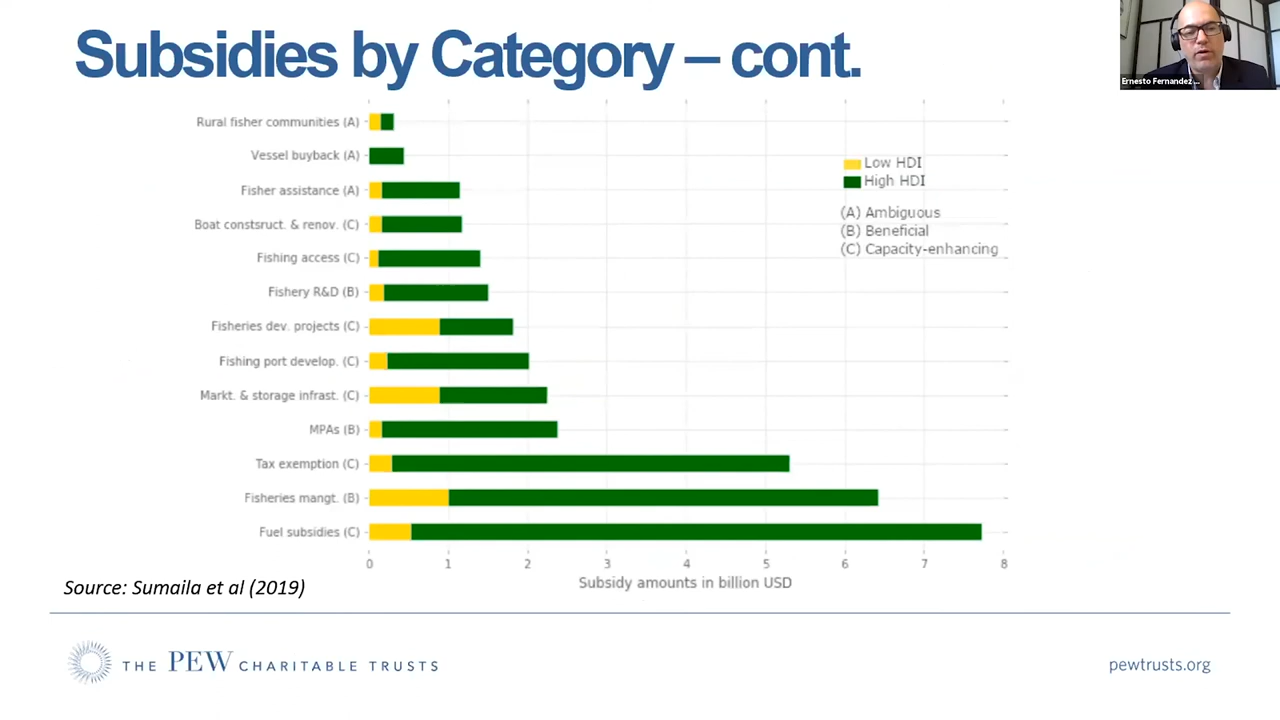 Subsidies by Category – cont.
Ernesto Fernandez ...
Rural fisher communities (A)
Vessel buyback (A)
Fisher assistance (A)
Boat constsruct. & renov. (C)
Fishing access (C)
Fishery R&D (B)
Fisheries dev. projects (C)
Fishing port develop. (C)
Markt. & storage infrast. (C)
MPAs (B)
Tax exemption (C)
Fisheries mangt. (B)
Fuel subsidies (C)
Low HDI
High HDI
(A) Ambiguous
(B) Beneficial
(C) Capacity-enhancing
0 1 2 3 4 5 6 7 8
Subsidy amounts in billion USD
Source: Sumaila et al (2019)
THE PEW CHARITABLE TRUSTS
pewtrusts.org